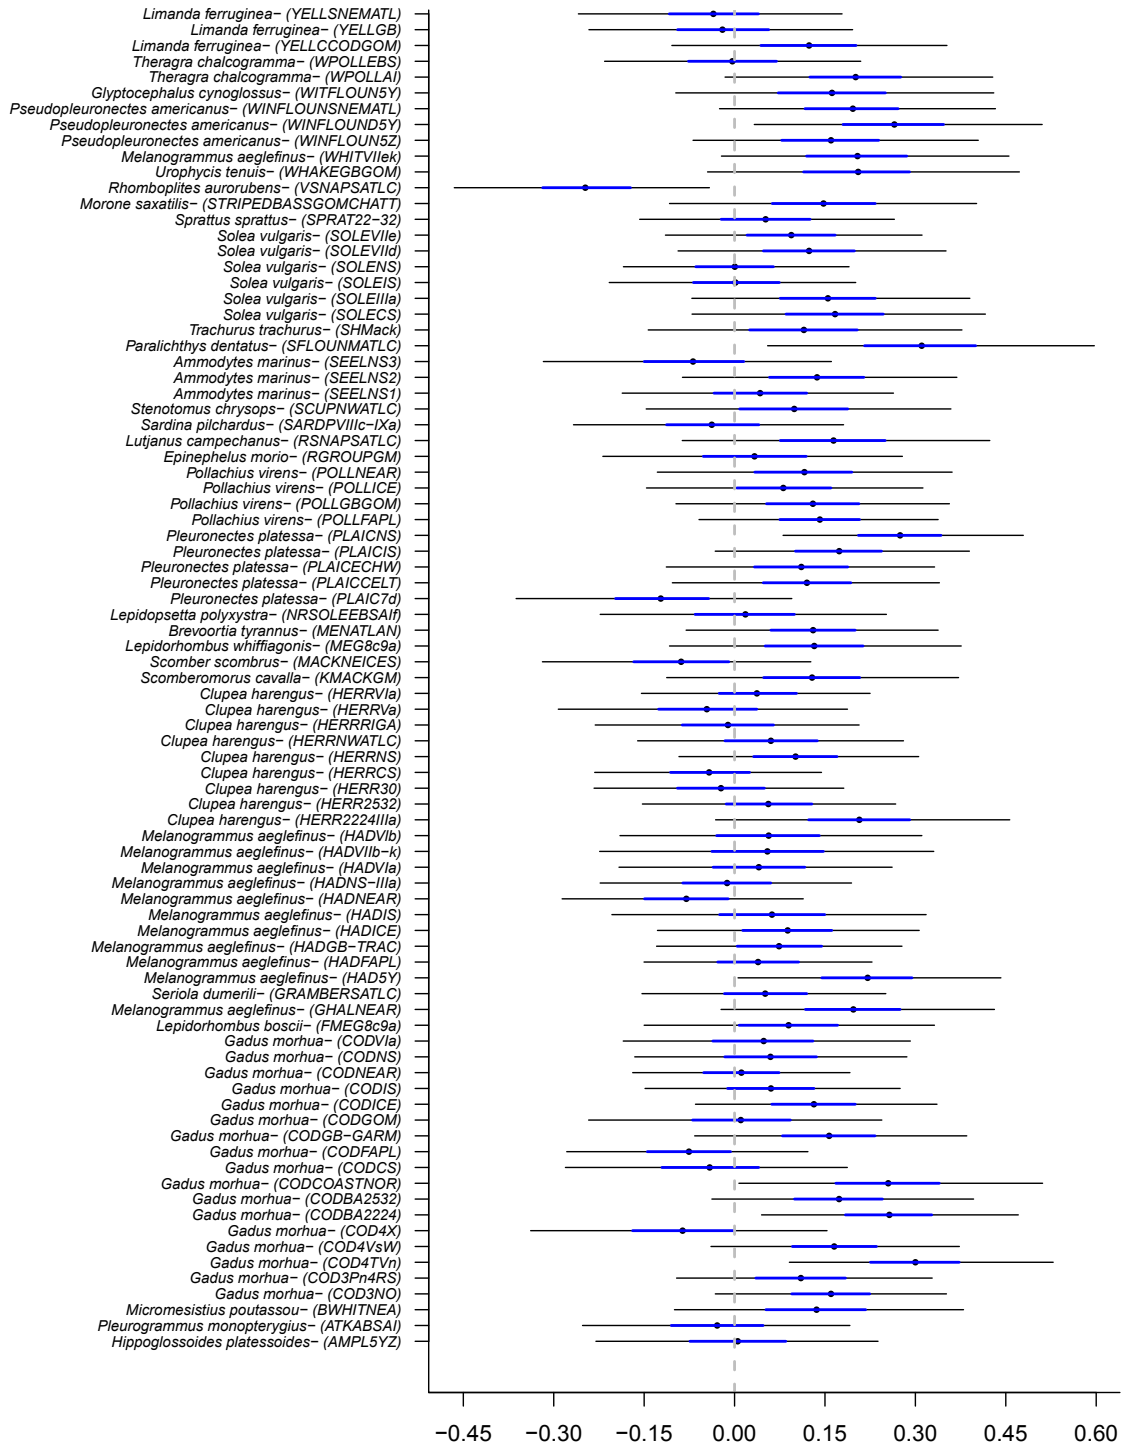 Limanda ferruginea− (YELLSNEMATL)
Limanda ferruginea− (YELLGB)
Limanda ferruginea− (YELLCCODGOM)
Theragra chalcogramma− (WPOLLEBS)
Theragra chalcogramma− (WPOLLAI)
Glyptocephalus cynoglossus− (WITFLOUN5Y)
Pseudopleuronectes americanus− (WINFLOUNSNEMATL)
Pseudopleuronectes americanus− (WINFLOUND5Y)
Pseudopleuronectes americanus− (WINFLOUN5Z)
Melanogrammus aeglefinus− (WHITVIIek)
Urophycis tenuis− (WHAKEGBGOM)
Rhomboplites aurorubens− (VSNAPSATLC)
Morone saxatilis− (STRIPEDBASSGOMCHATT)
Sprattus sprattus− (SPRAT22−32)
Solea vulgaris− (SOLEVIIe)
Solea vulgaris− (SOLEVIId)
Solea vulgaris− (SOLENS)
Solea vulgaris− (SOLEIS)
Solea vulgaris− (SOLEIIIa)
Solea vulgaris− (SOLECS)
Trachurus trachurus− (SHMack)
Paralichthys dentatus− (SFLOUNMATLC)
Ammodytes marinus− (SEELNS3)
Ammodytes marinus− (SEELNS2)
Ammodytes marinus− (SEELNS1)
Stenotomus chrysops− (SCUPNWATLC)
Sardina pilchardus− (SARDPVIIIc−IXa)
Lutjanus campechanus− (RSNAPSATLC)
Epinephelus morio− (RGROUPGM)
Pollachius virens− (POLLNEAR)
Pollachius virens− (POLLICE)
Pollachius virens− (POLLGBGOM)
Pollachius virens− (POLLFAPL)
Pleuronectes platessa− (PLAICNS)
Pleuronectes platessa− (PLAICIS)
Pleuronectes platessa− (PLAICECHW)
Pleuronectes platessa− (PLAICCELT)
Pleuronectes platessa− (PLAIC7d)
Lepidopsetta polyxystra− (NRSOLEEBSAIf)
Brevoortia tyrannus− (MENATLAN)
Lepidorhombus whiffiagonis− (MEG8c9a)
Scomber scombrus− (MACKNEICES)
Scomberomorus cavalla− (KMACKGM)
Clupea harengus− (HERRVIa)
Clupea harengus− (HERRVa)
Clupea harengus− (HERRRIGA)
Clupea harengus− (HERRNWATLC)
Clupea harengus− (HERRNS)
Clupea harengus− (HERRCS)
Clupea harengus− (HERR30)
Clupea harengus− (HERR2532)
Clupea harengus− (HERR2224IIIa)
Melanogrammus aeglefinus− (HADVIb)
Melanogrammus aeglefinus− (HADVIIb−k)
Melanogrammus aeglefinus− (HADVIa)
Melanogrammus aeglefinus− (HADNS−IIIa)
Melanogrammus aeglefinus− (HADNEAR)
Melanogrammus aeglefinus− (HADIS)
Melanogrammus aeglefinus− (HADICE)
Melanogrammus aeglefinus− (HADGB−TRAC)
Melanogrammus aeglefinus− (HADFAPL)
Melanogrammus aeglefinus− (HAD5Y)
Seriola dumerili− (GRAMBERSATLC)
Melanogrammus aeglefinus− (GHALNEAR)
Lepidorhombus boscii− (FMEG8c9a)
Gadus morhua− (CODVIa)
Gadus morhua− (CODNS)
Gadus morhua− (CODNEAR)
Gadus morhua− (CODIS)
Gadus morhua− (CODICE)
Gadus morhua− (CODGOM)
Gadus morhua− (CODGB−GARM)
Gadus morhua− (CODFAPL)
Gadus morhua− (CODCS)
Gadus morhua− (CODCOASTNOR)
Gadus morhua− (CODBA2532)
Gadus morhua− (CODBA2224)
Gadus morhua− (COD4X)
Gadus morhua− (COD4VsW)
Gadus morhua− (COD4TVn)
Gadus morhua− (COD3Pn4RS)
Gadus morhua− (COD3NO)
Micromesistius poutassou− (BWHITNEA)
Pleurogrammus monopterygius− (ATKABSAI)
Hippoglossoides platessoides− (AMPL5YZ)
−0.45 −0.30 −0.15 0.00 0.15 0.30 0.45 0.60